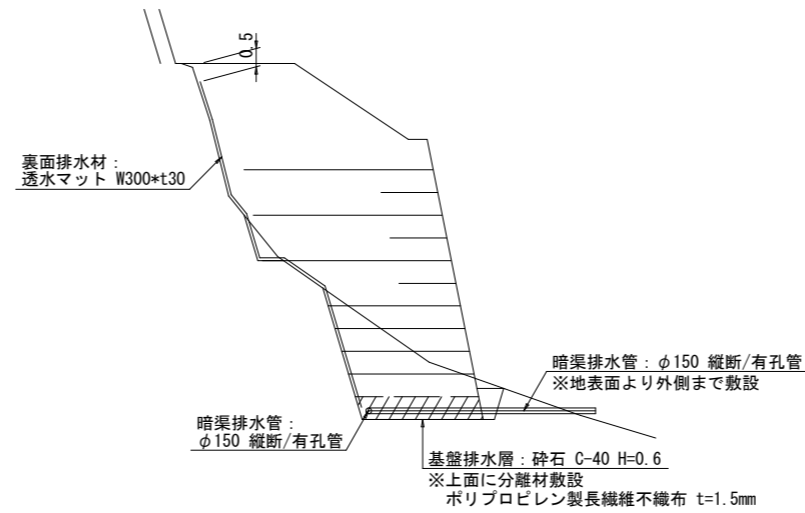 0.5
裏面排水材：
透水マット W300*t30
暗渠排水管：φ150 縦断/有孔管
※地表面より外側まで敷設
暗渠排水管：
φ150 縦断/有孔管
基盤排水層：砕石 C-40 H=0.6
※上面に分離材敷設
ポリプロピレン製長繊維不織布 t=1.5mm